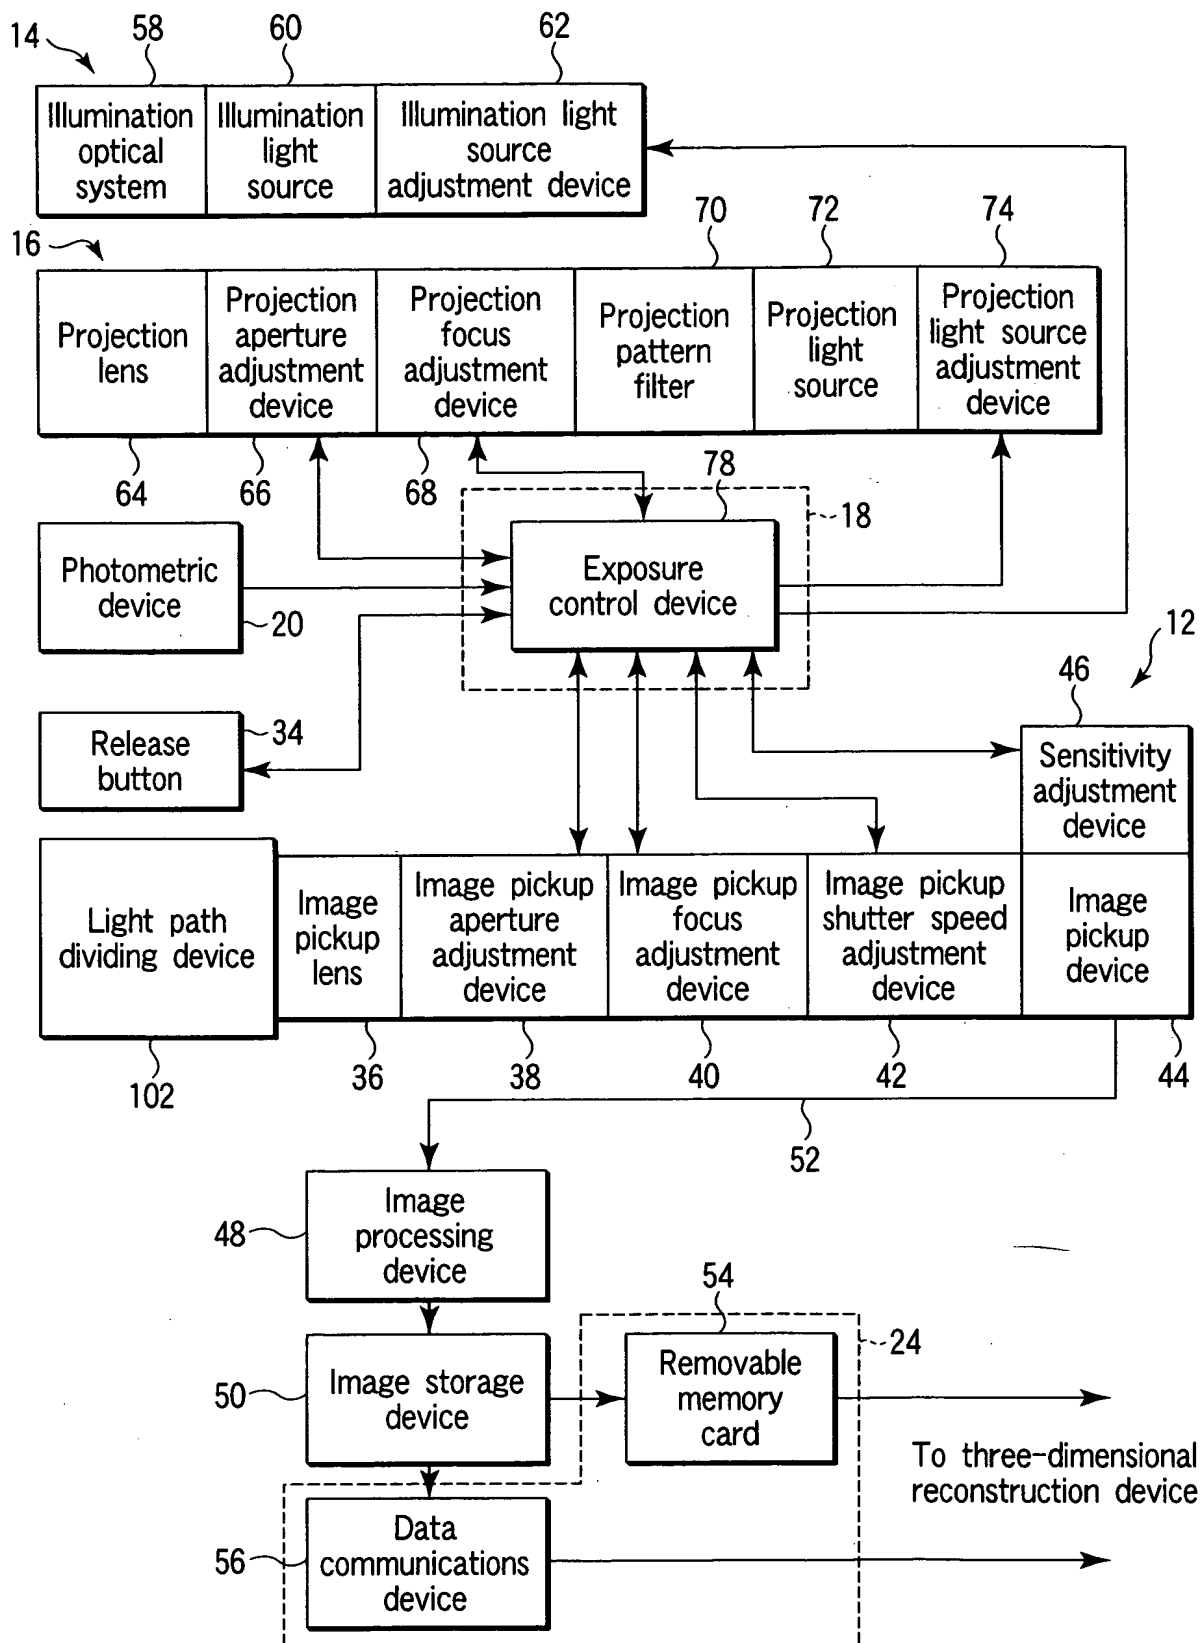 14
58
60
62
Illumination
optical
system
Illumination
light
source
Illumination light
source
adjustment device
16
70
72
74
Projection
lens
Projection
aperture
adjustment
device
Projection
focus
adjustment
device
Projection
pattern
filter
Projection
light
source
Projection
light source
adjustment
device
64
66
68
78
18
Photometric
device
20
Exposure
control device
12
46
Release
button
34
Sensitivity
adjustment
device
Light path
dividing device
Image
pickup
lens
Image pickup
aperture
adjustment
device
Image pickup
focus
adjustment
device
Image pickup
shutter speed
adjustment
device
Image
pickup
device
102
36
38
40
42
44
52
48
Image
processing
device
54
24
50
Image storage
device
Removable
memory
card
To three-dimensional
reconstruction device
56
Data
communications
device